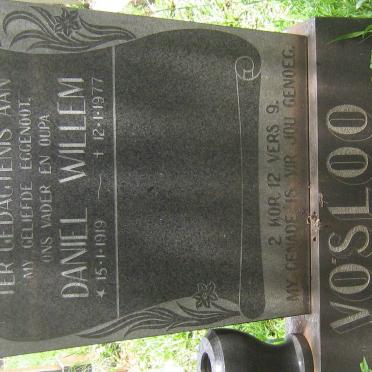 TER GEDAGTENIS AAN
MY GELIEFDE EGGENOOT,
ONS VADER EN OUPA
DANIEL WILLEM
* 15-1-1919 ~ † 12-1-1977
2 KOR. 12 VERS 9.
MY GENADE IS VIR JOU GENOEG.
VOSLOO